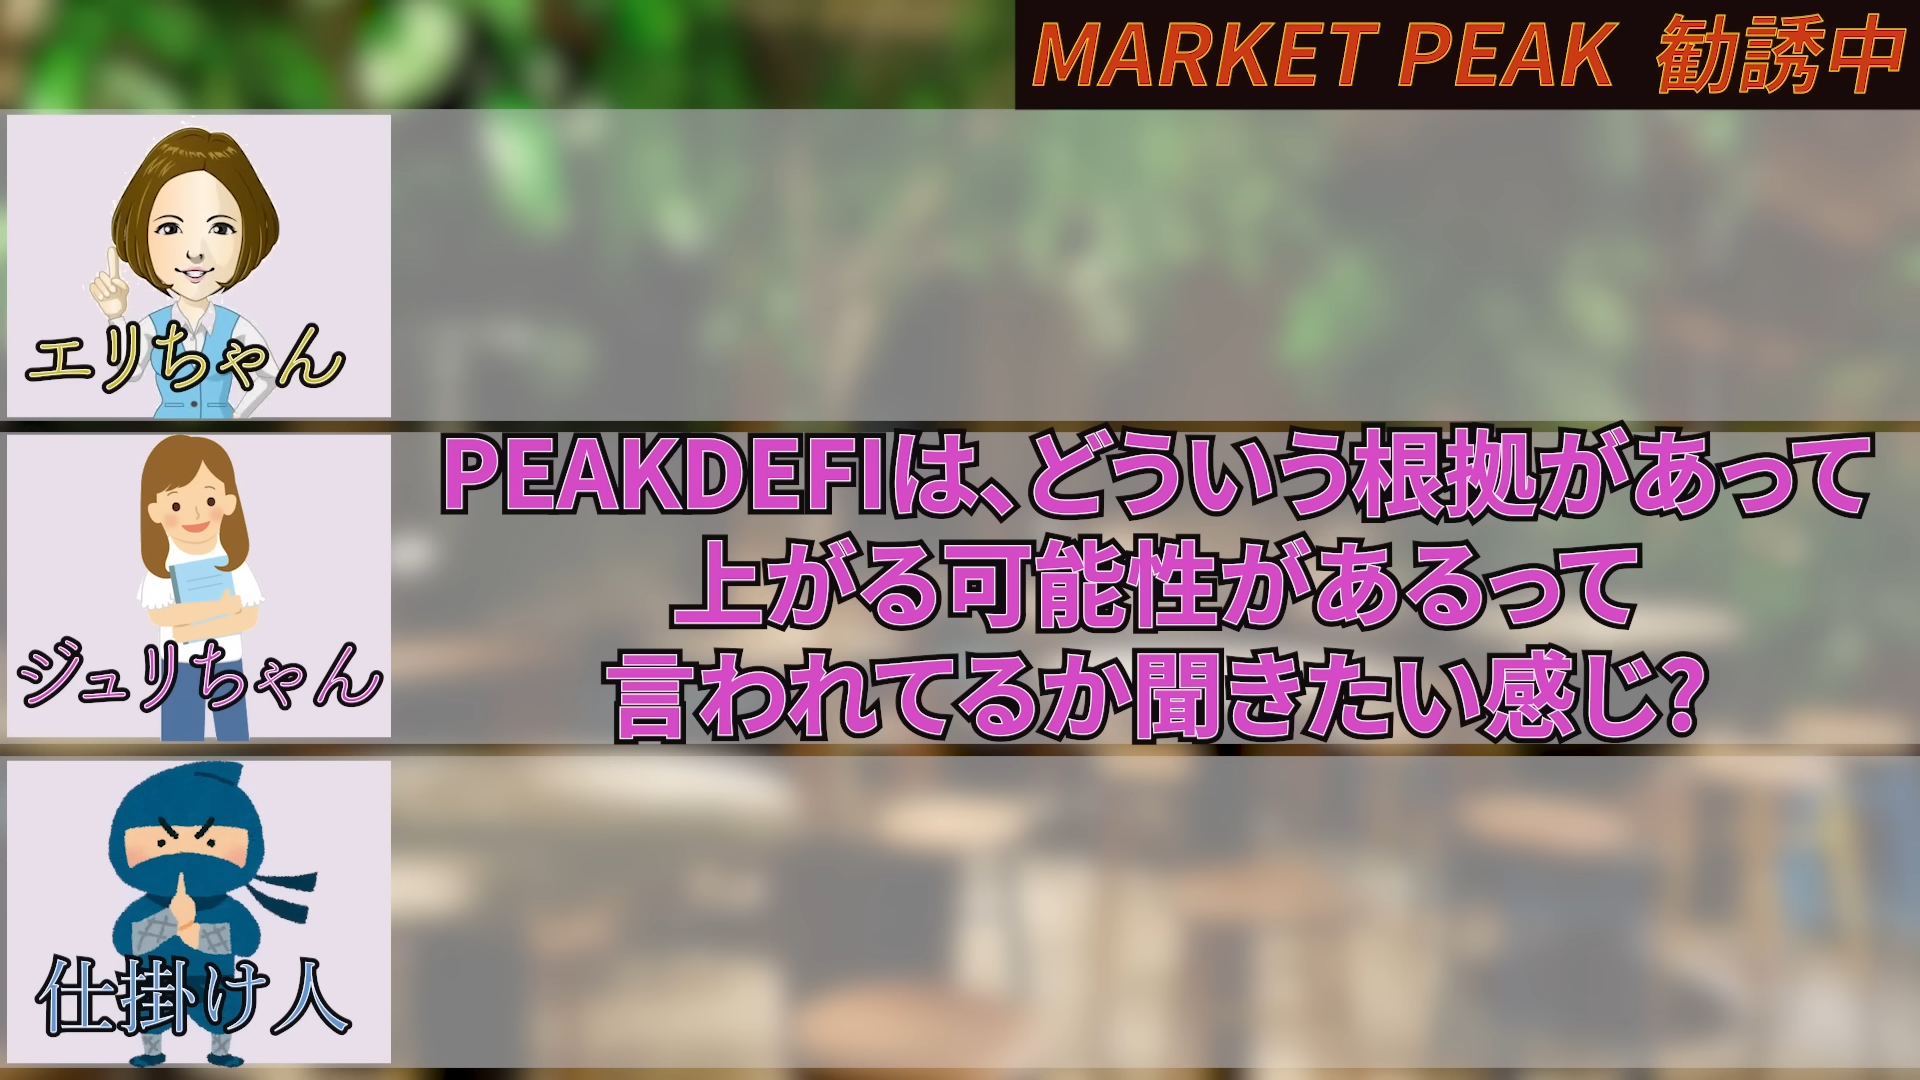 MARKET PEAK 勧誘中
エリちゃん
PEAKDEFIは、どういう根拠があって
上がる可能性があるって
言われてるか聞きたい感じ?
ジュリちゃん
仕掛け人